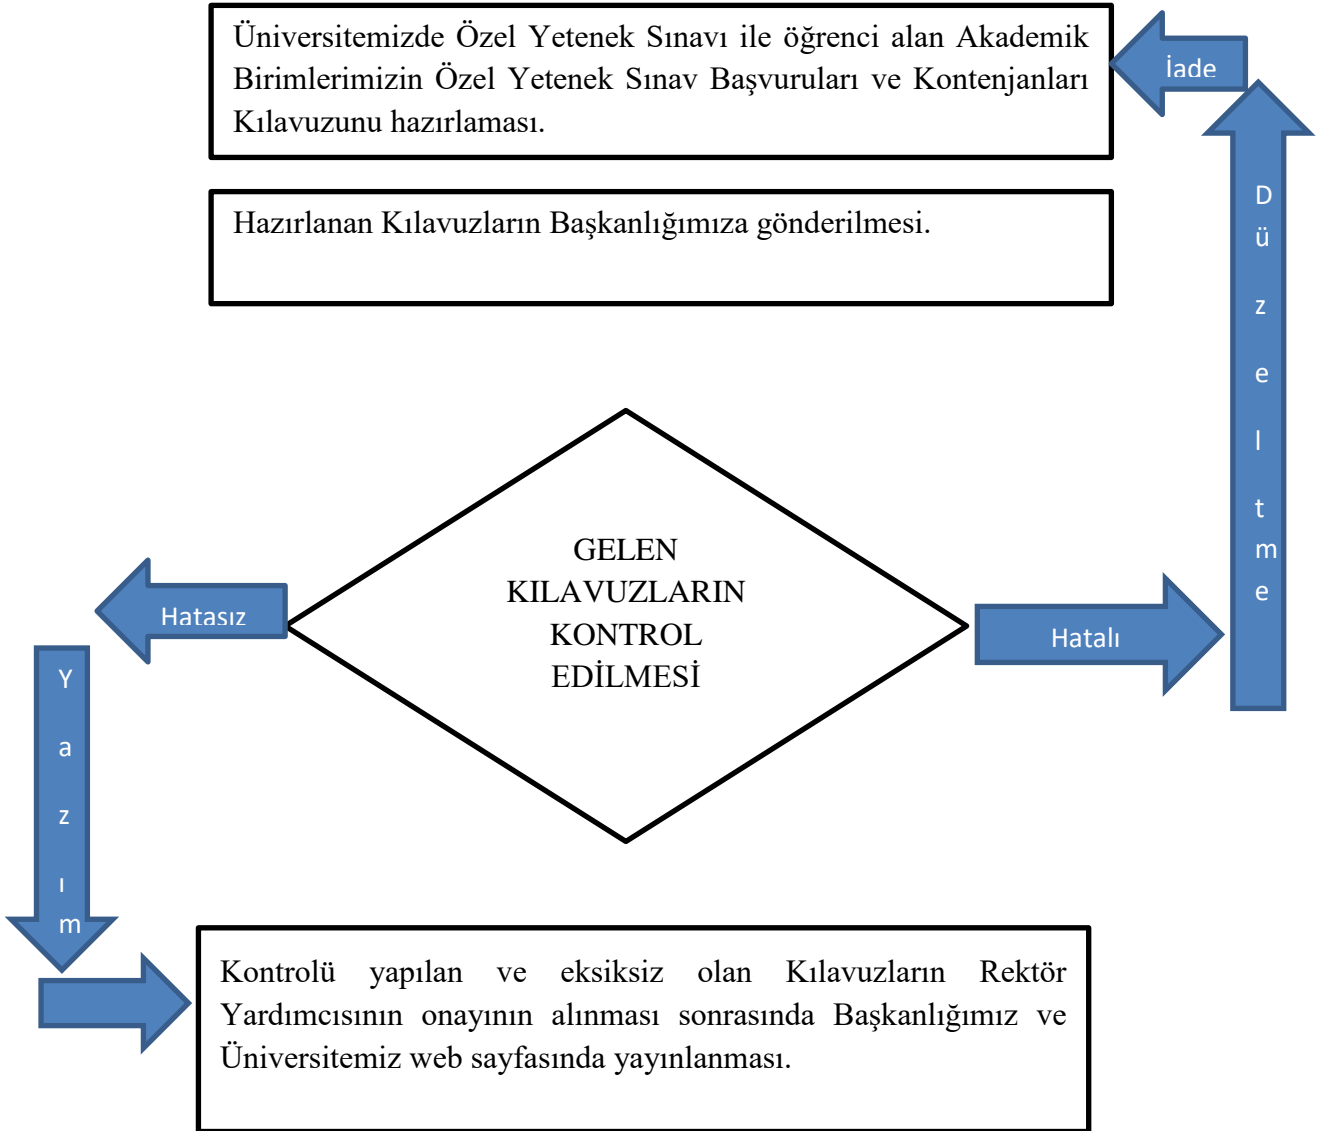 Üniversitemizde Özel Yetenek Sınavı ile öğrenci alan Akademik
Birimlerimizin Özel Yetenek Sınav Başvuruları ve Kontenjanları
Kılavuzunu hazırlaması.
İade
Hazırlanan Kılavuzların Başkanlığımıza gönderilmesi.
Düzeltme
GELEN
KILAVUZLARIN
KONTROL
EDİLMESİ
Hatasız
Hatalı
Yazım
Kontrolü yapılan ve eksiksiz olan Kılavuzların Rektör
Yardımcısının onayının alınması sonrasında Başkanlığımız ve
Üniversitemiz web sayfasında yayınlanması.